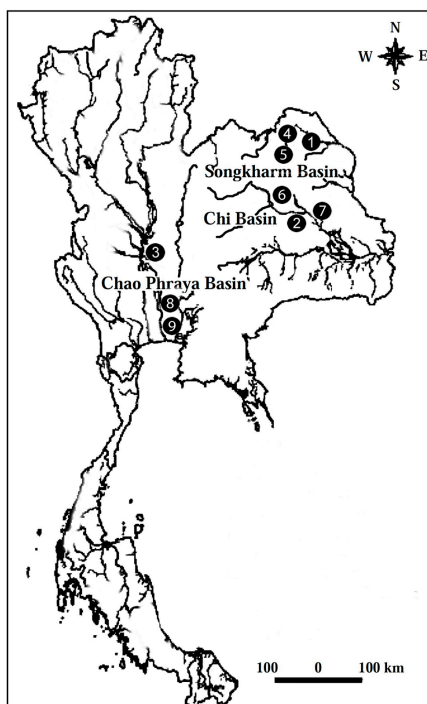 N
W E
S
4 1
5
Songkharm Basin
6
7
Chi Basin 2
3
Chao Phraya Basin
8
9
100 0 100 km